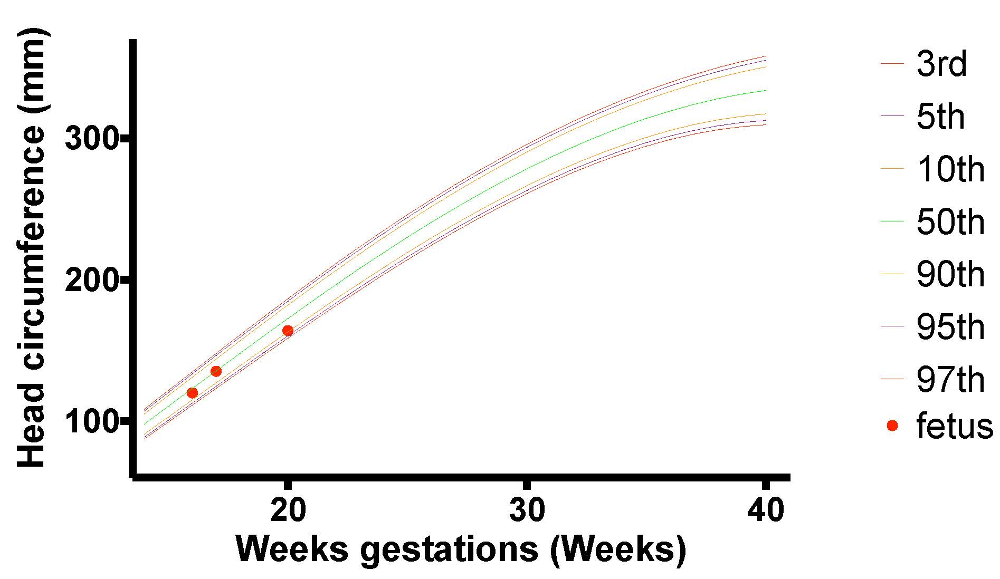 Head circumference (mm)
300
200
100
20 30 40
Weeks gestations (Weeks)
3rd
5th
10th
50th
90th
95th
97th
fetus